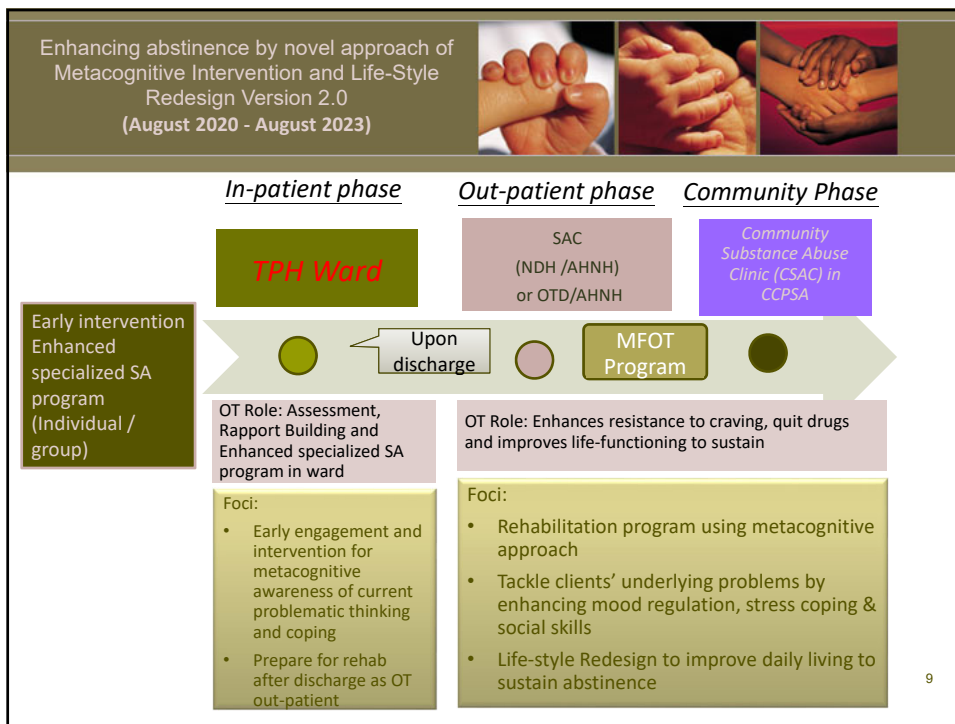 Enhancing abstinence by novel approach of
Metacognitive Intervention and Life-Style
Redesign Version 2.0
(August 2020 - August 2023)
In-patient phase
Out-patient phase
Community Phase
TPH Ward
SAC
(NDH /AHNH)
or OTD/AHNH
Community
Substance Abuse
Clinic (CSAC) in
CCPSA
Early intervention
Enhanced
specialized SA
program
(Individual /
group)
Upon
discharge
MFOT
Program
OT Role: Assessment,
Rapport Building and
Enhanced specialized SA
program in ward
OT Role: Enhances resistance to craving, quit drugs
and improves life-functioning to sustain
Foci:
• Early engagement and
intervention for
metacognitive
awareness of current
problematic thinking
and coping
• Prepare for rehab
after discharge as OT
out-patient
Foci:
• Rehabilitation program using metacognitive
approach
• Tackle clients’ underlying problems by
enhancing mood regulation, stress coping &
social skills
• Life-style Redesign to improve daily living to
sustain abstinence
9